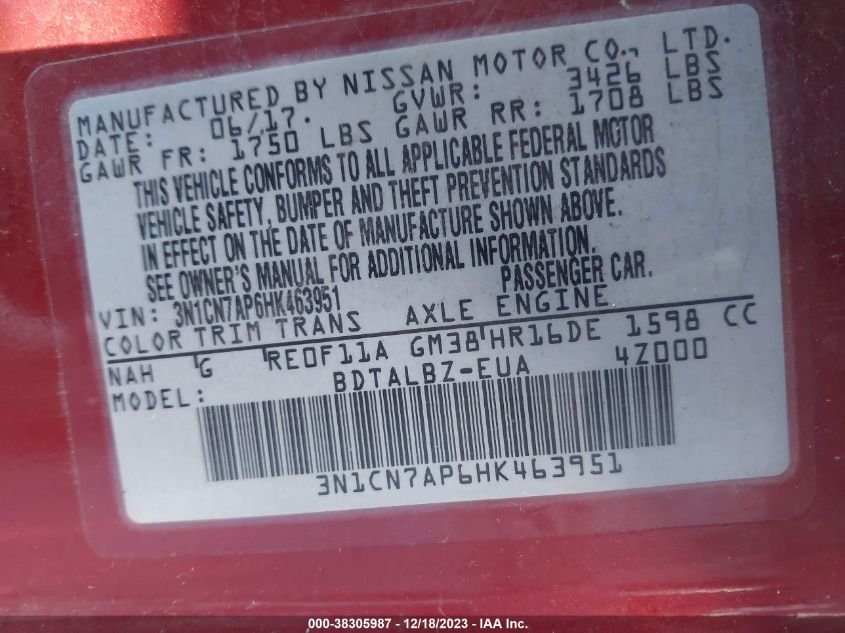 MANUFACTURED BY NISSAN MOTOR CO., LTD.
DATE: 06/17. GVWR: 3426 LBS
GAWR FR: 1750 LBS GAWR RR: 1708 LBS
THIS VEHICLE CONFORMS TO ALL APPLICABLE FEDERAL MOTOR
VEHICLE SAFETY, BUMPER AND THEFT PREVENTION STANDARDS
IN EFFECT ON THE DATE OF MANUFACTURE SHOWN ABOVE.
SEE OWNER'S MANUAL FOR ADDITIONAL INFORMATION.
VIN: 3N1CN7AP6HK463951 PASSENGER CAR.
COLOR TRIM TRANS AXLE ENGINE
NAH G RE0F11A GM38 HR16DE 1598 CC
MODEL: BDTALBZ-EUA 4Z000
3N1CN7AP6HK463951
000-38305987 - 12/18/2023 - IAA Inc.